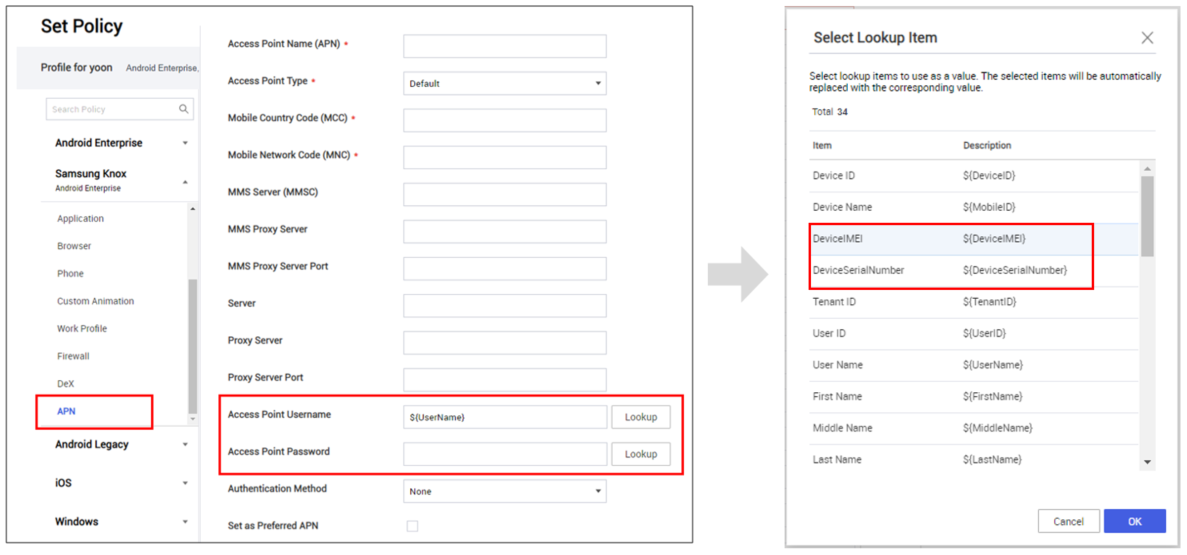 Set Policy
Profile for yoon Android Enterprise,
Search Policy
Android Enterprise
Samsung Knox
Android Enterprise
Application
Browser
Phone
Custom Animation
Work Profile
Firewall
DeX
APN
Android Legacy
iOS
Windows
Access Point Name (APN) *
Access Point Type * Default
Mobile Country Code (MCC) *
Mobile Network Code (MNC) *
MMS Server (MMSC)
MMS Proxy Server
MMS Proxy Server Port
Server
Proxy Server
Proxy Server Port
Access Point Username ${UserName} Lookup
Access Point Password Lookup
Authentication Method None
Set as Preferred APN
Select Lookup Item
Select lookup items to use as a value. The selected items will be automatically
replaced with the corresponding value.
Total 34
Item Description
Device ID ${DeviceID}
Device Name ${MobileID}
DeviceIMEI ${DeviceIMEI}
DeviceSerialNumber ${DeviceSerialNumber}
Tenant ID ${TenantID}
User ID ${UserID}
User Name ${UserName}
First Name ${FirstName}
Middle Name ${MiddleName}
Last Name ${LastName}
Cancel OK